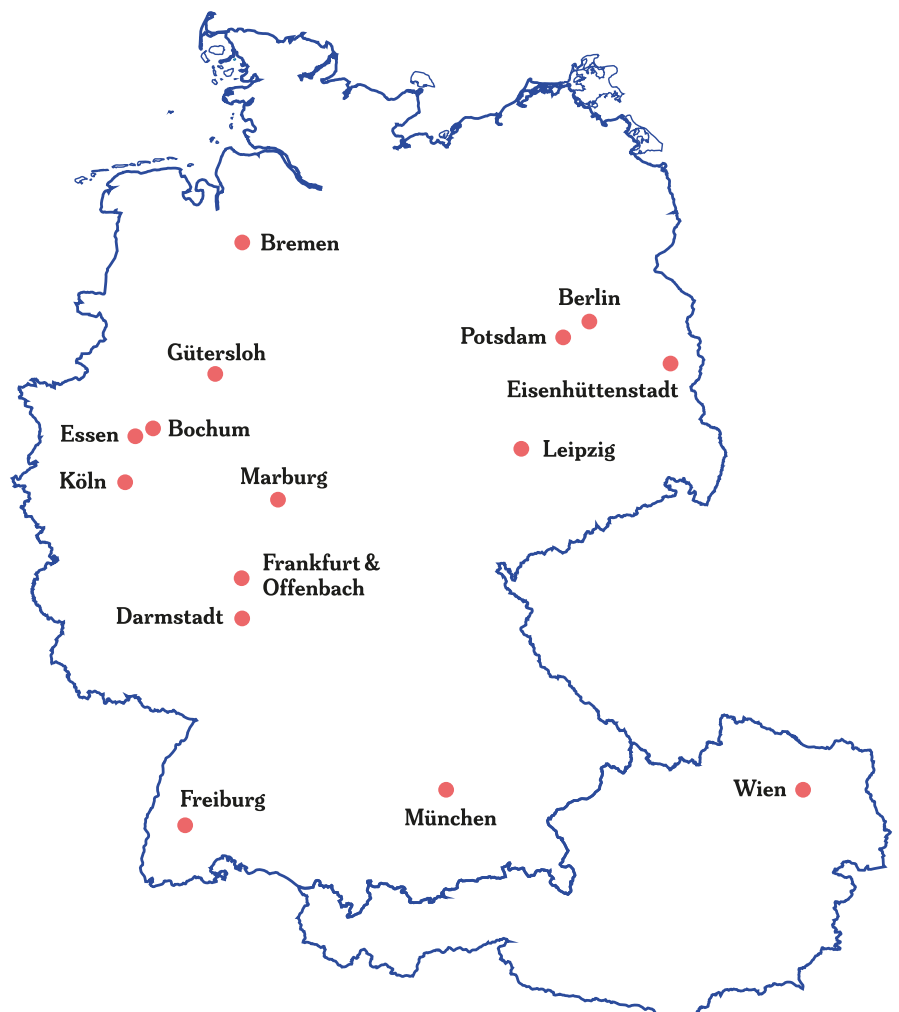 Bremen
Berlin
Potsdam
Gütersloh
Eisenhüttenstadt
Essen
Bochum
Leipzig
Köln
Marburg
Frankfurt &
Offenbach
Darmstadt
Wien
Freiburg
München